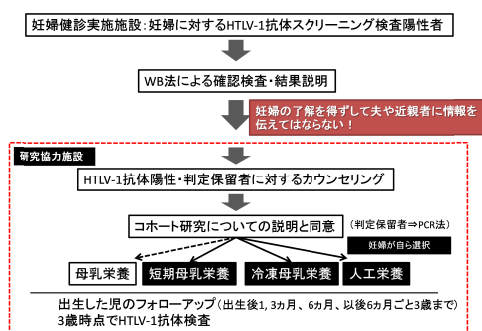 妊婦健診実施施設：妊婦に対するHTLV-1抗体スクリーニング検査陽性者
WB法による確認検査・結果説明
妊婦の了解を得ずして夫や近親者に情報を
伝えてはならない！
研究協力施設
HTLV-1抗体陽性・判定保留者に対するカウンセリング
コホート研究についての説明と同意
（判定保留者⇒PCR法）
妊婦が自ら選択
母乳栄養
短期母乳栄養
冷凍母乳栄養
人工栄養
出生した児のフォローアップ（出生後1, 3ヵ月、6ヵ月、以後6ヵ月ごと3歳まで）
3歳時点でHTLV-1抗体検査